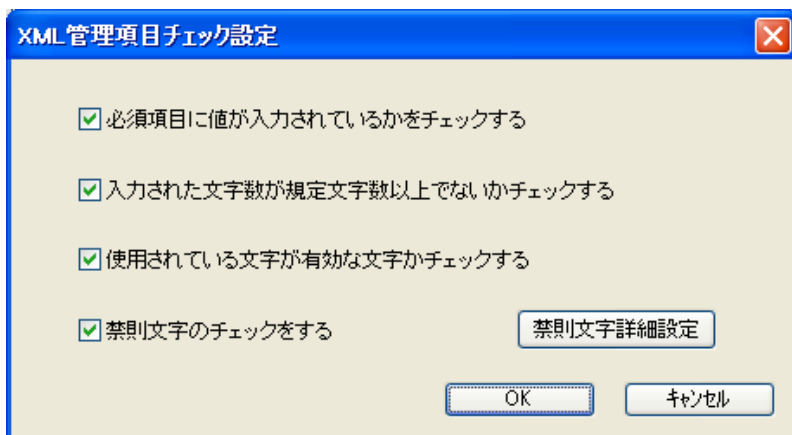 XML管理項目チェック設定
必須項目に値が入力されているかをチェックする
入力された文字数が規定文字数以上でないかチェックする
使用されている文字が有効な文字かチェックする
禁則文字のチェックをする 禁則文字詳細設定
OK キャンセル